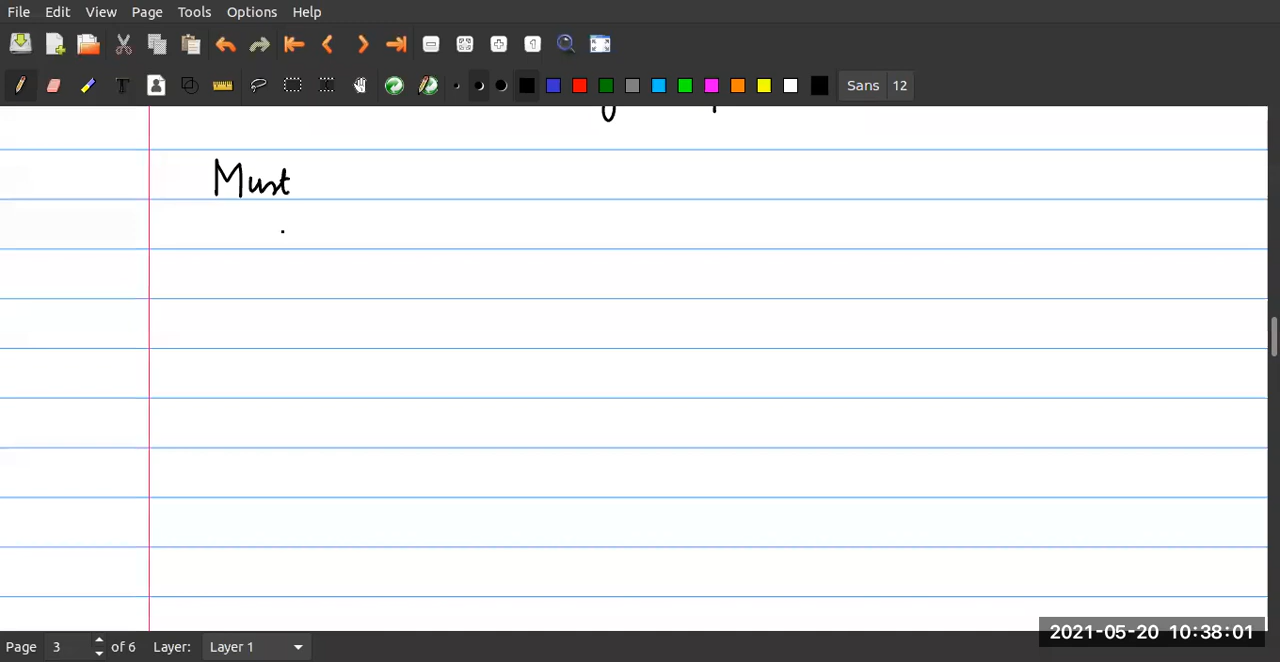 File Edit View Page Tools Options Help
Sans 12
Must
Page 3 of 6 Layer: Layer 1
2021-05-20 10:38:01